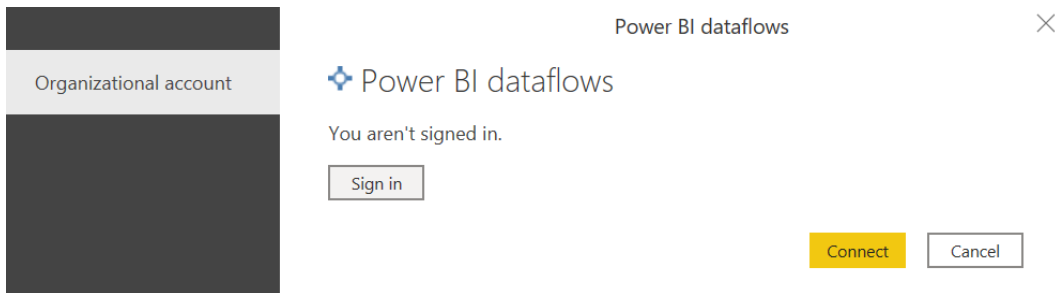 Power BI dataflows
Organizational account
Power BI dataflows
You aren't signed in.
Sign in
Connect
Cancel